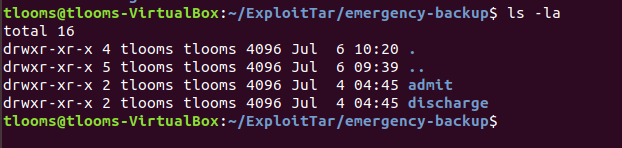 tlooms@tlooms-VirtualBox:~/ExploitTar/emergency-backup$ ls -la
total 16
drwxr-xr-x 4 tlooms tlooms 4096 Jul  6 10:20 .
drwxr-xr-x 5 tlooms tlooms 4096 Jul  6 09:39 ..
drwxr-xr-x 2 tlooms tlooms 4096 Jul  4 04:45 admit
drwxr-xr-x 2 tlooms tlooms 4096 Jul  4 04:45 discharge
tlooms@tlooms-VirtualBox:~/ExploitTar/emergency-backup$